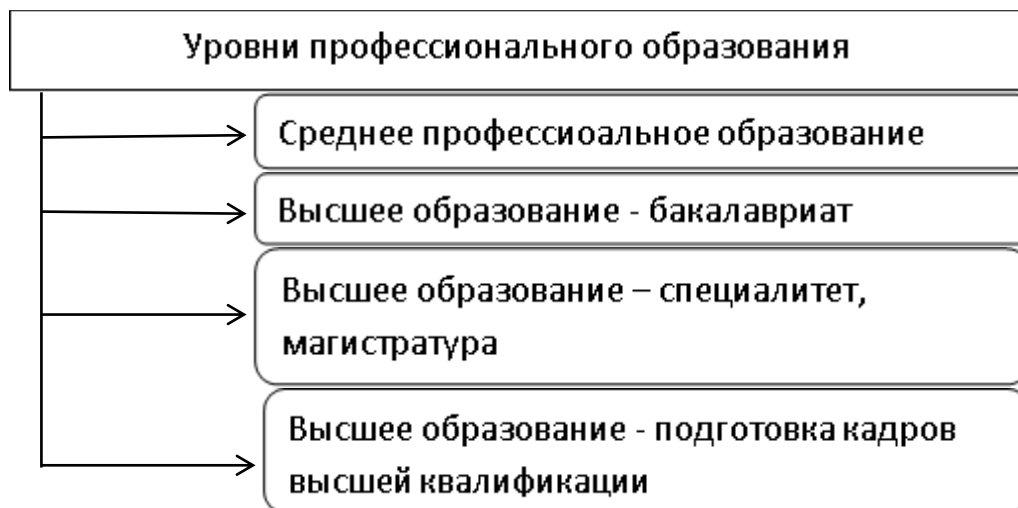 Уровни профессионального образования
Среднее профессиоальное образование
Высшее образование - бакалавриат
Высшее образование – специалитет,
магистратура
Высшее образование - подготовка кадров
высшей квалификации